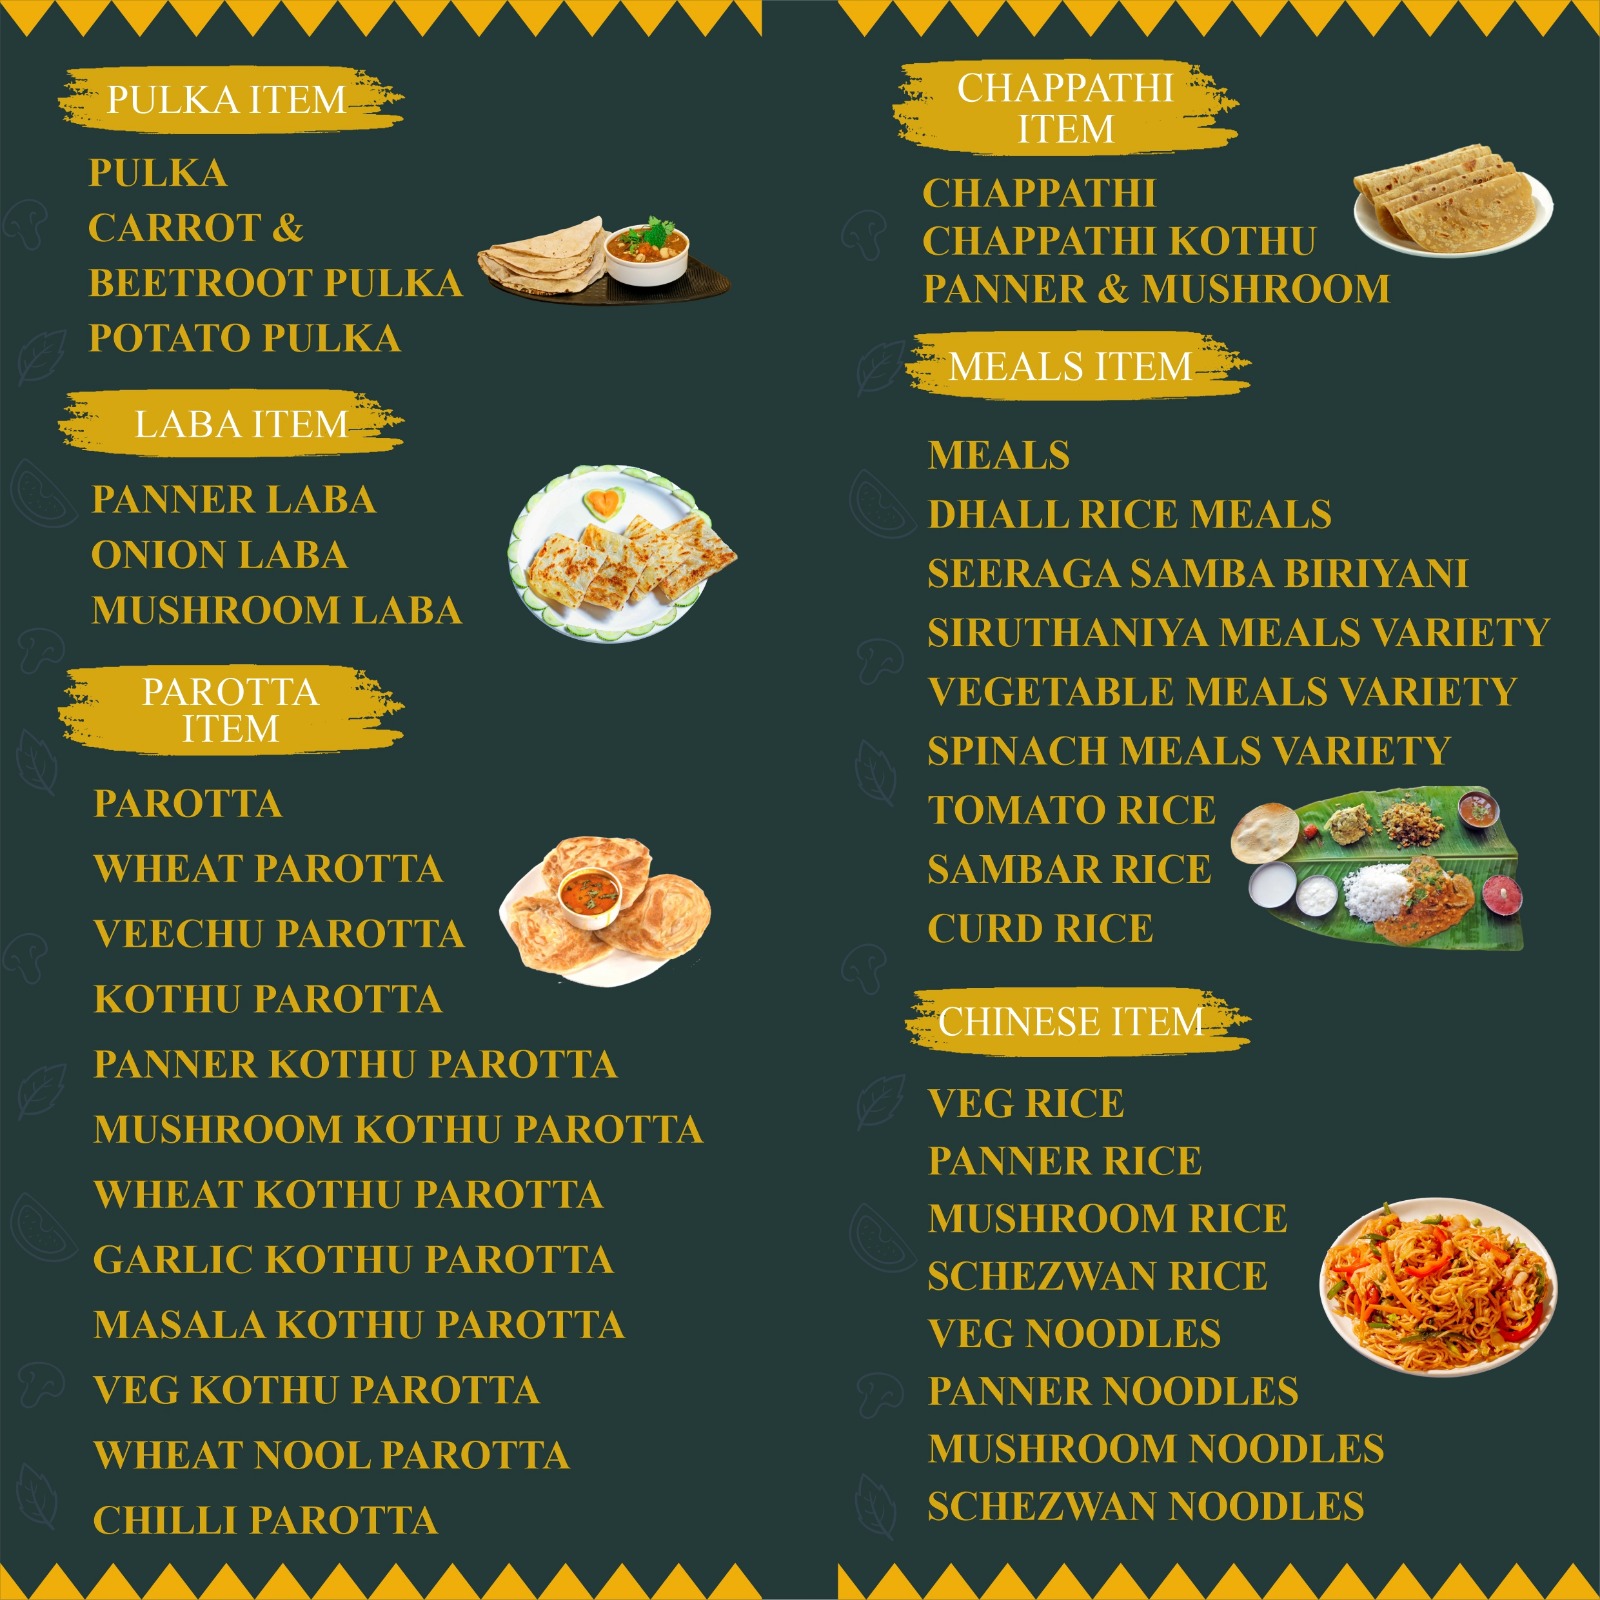 PULKA ITEM
PULKA
CARROT &
BEETROOT PULKA
POTATO PULKA
LABA ITEM
PANNER LABA
ONION LABA
MUSHROOM LABA
PAROTTA
ITEM
PAROTTA
WHEAT PAROTTA
VEECHU PAROTTA
KOTHU PAROTTA
PANNER KOTHU PAROTTA
MUSHROOM KOTHU PAROTTA
WHEAT KOTHU PAROTTA
GARLIC KOTHU PAROTTA
MASALA KOTHU PAROTTA
VEG KOTHU PAROTTA
WHEAT NOOL PAROTTA
CHILLI PAROTTA
CHAPPATHI
ITEM
CHAPPATHI
CHAPPATHI KOTHU
PANNER & MUSHROOM
MEALS ITEM
MEALS
DHALL RICE MEALS
SEERAGA SAMBA BIRIYANI
SIRUTHANIYA MEALS VARIETY
VEGETABLE MEALS VARIETY
SPINACH MEALS VARIETY
TOMATO RICE
SAMBAR RICE
CURD RICE
CHINESE ITEM
VEG RICE
PANNER RICE
MUSHROOM RICE
SCHEZWAN RICE
VEG NOODLES
PANNER NOODLES
MUSHROOM NOODLES
SCHEZWAN NOODLES